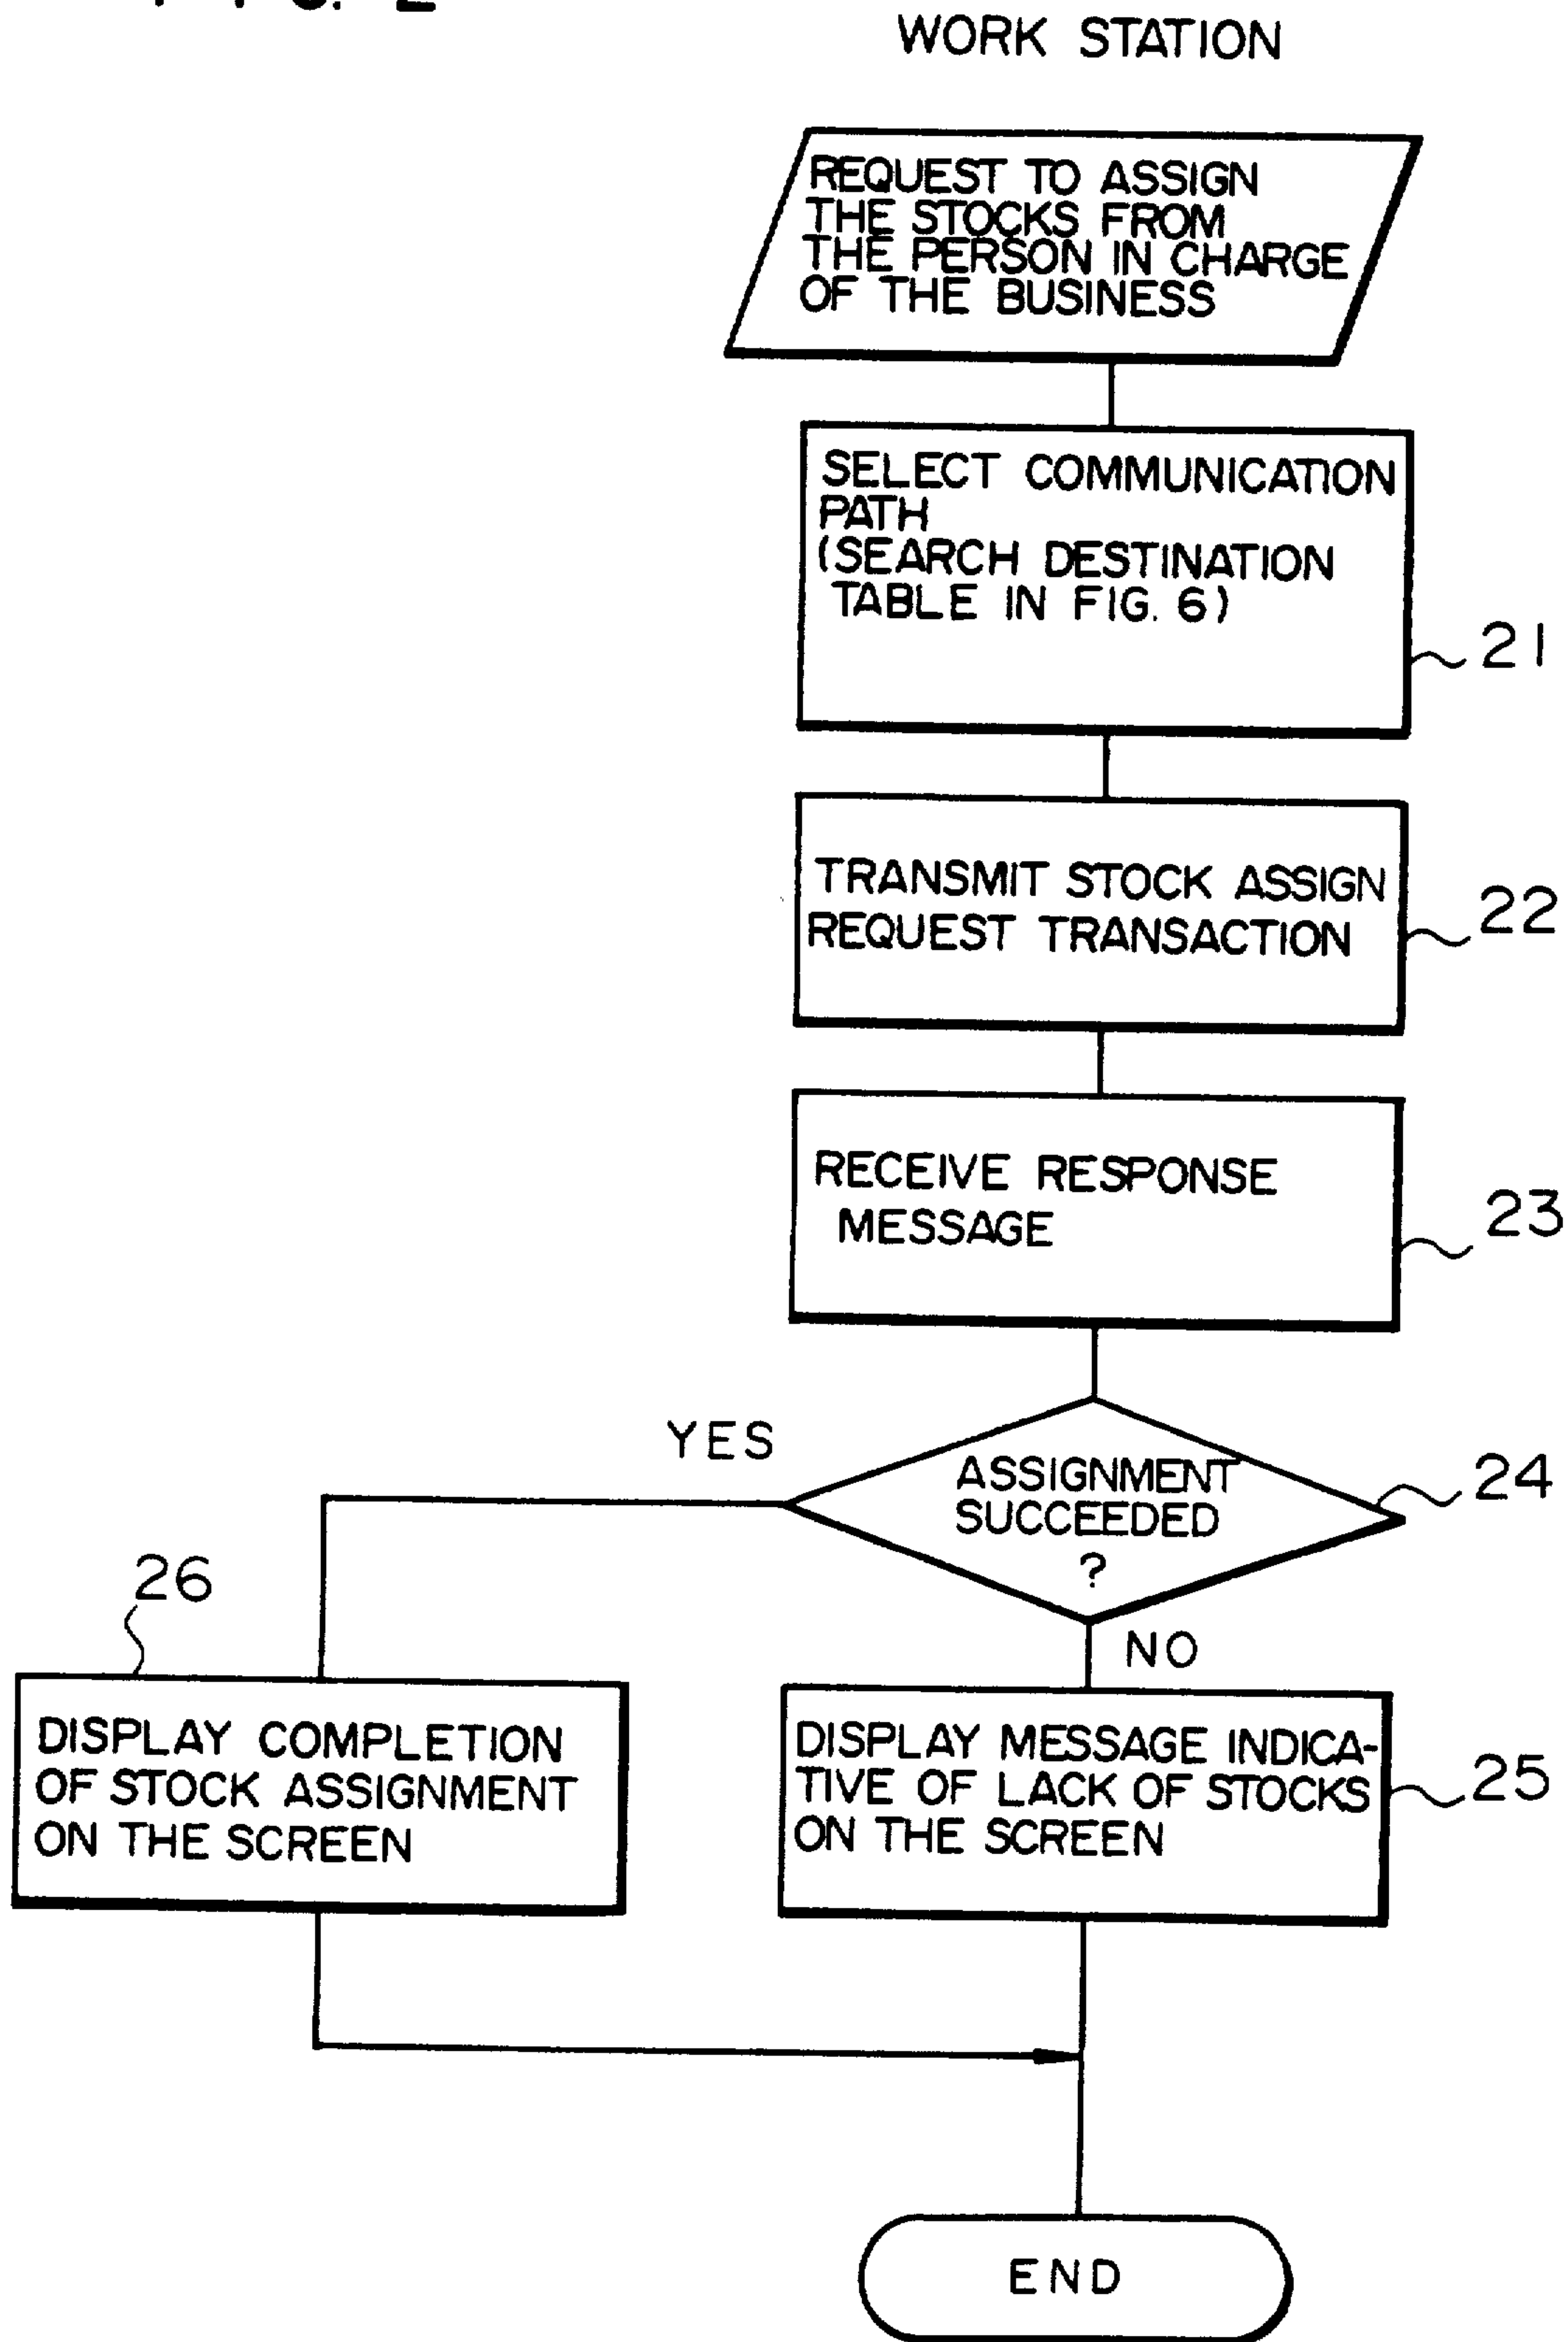 WORK STATION
REQUEST TO ASSIGN
THE STOCKS FROM
THE PERSON IN CHARGE
OF THE BUSINESS
SELECT COMMUNICATION
PATH
(SEARCH DESTINATION
TABLE IN FIG. 6)
21
TRANSMIT STOCK ASSIGN
REQUEST TRANSACTION
22
RECEIVE RESPONSE
MESSAGE
23
YES
ASSIGNMENT
SUCCEEDED
?
24
NO
26
DISPLAY COMPLETION
OF STOCK ASSIGNMENT
ON THE SCREEN
DISPLAY MESSAGE INDICA-
TIVE OF LACK OF STOCKS
ON THE SCREEN
25
END